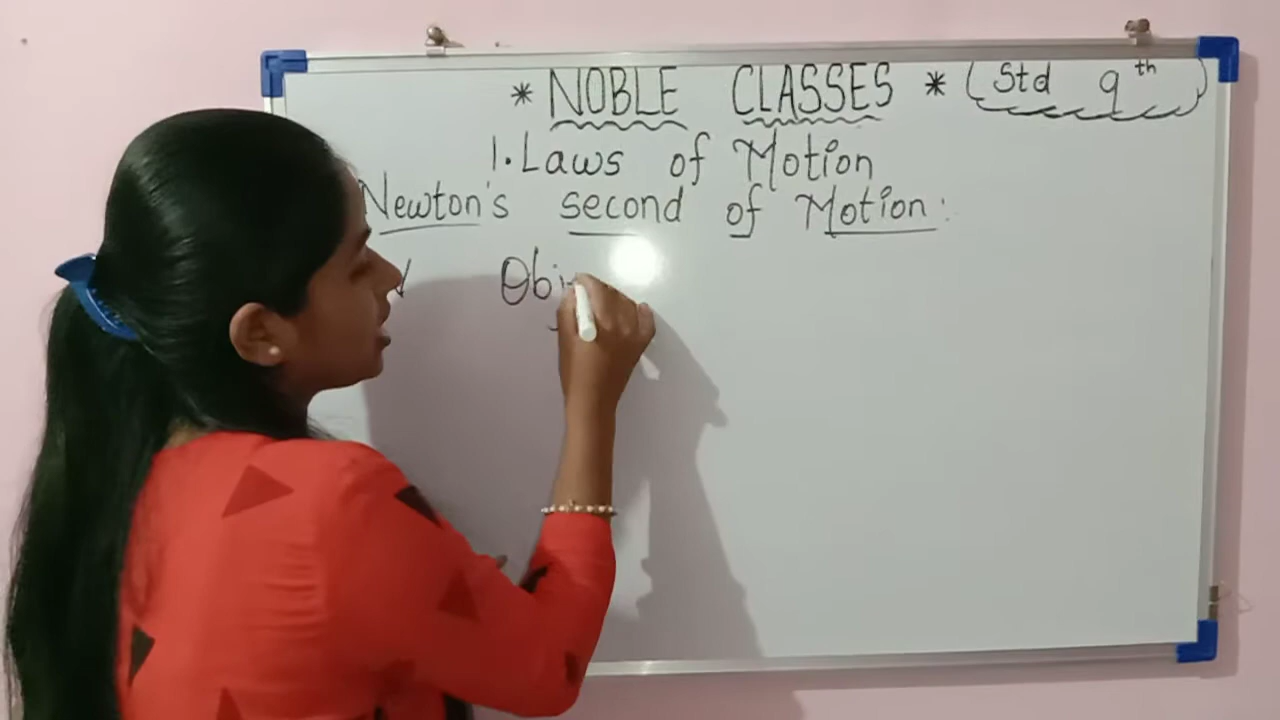 * NOBLE CLASSES * (Std 9th)
1. Laws of Motion
Newton's second of Motion:
Obj